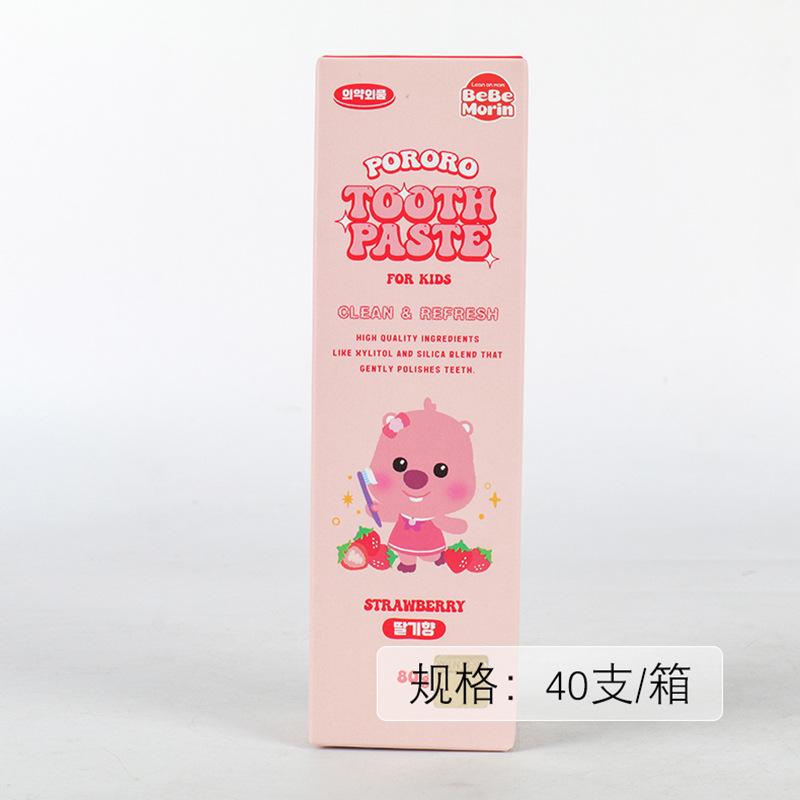 의약외품
Lean on mom
BeBe
Morin
PORORO
TOOTH
PASTE
FOR KIDS
CLEAN & REFRESH
HIGH QUALITY INGREDIENTS
LIKE XYLITOL AND SILICA BLEND THAT
GENTLY POLISHES TEETH.
STRAWBERRY
딸기향
80g
规格：40支/箱